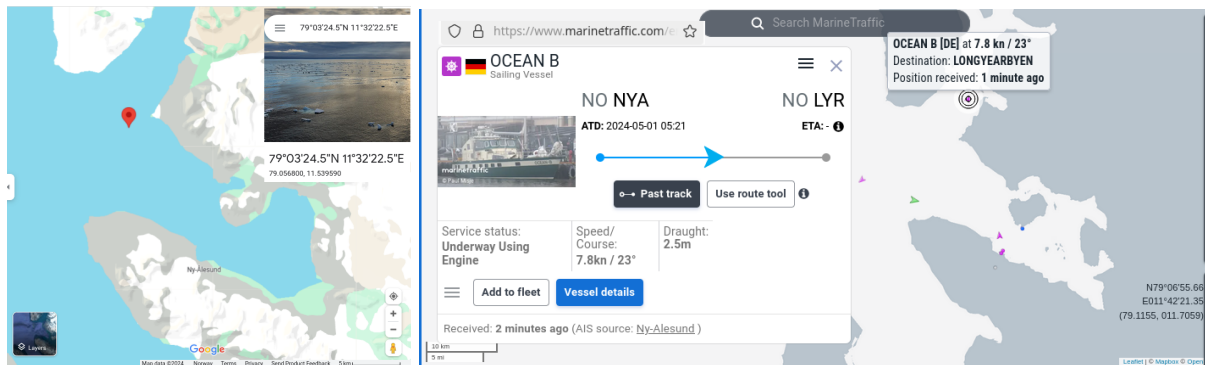 79°03'24.5"N 11°32'22.5"E
79°03'24.5"N 11°32'22.5"E
79.056800, 11.539590
Ny-Ålesund
Layers
Google
Map data ©2024 Norway Terms Privacy Send Product Feedback 5 km
https://www.marinetraffic.com/e
Search MarineTraffic
OCEAN B
Sailing Vessel
NO NYA
NO LYR
ATD: 2024-05-01 05:21
ETA: -
marinetraffic
Past track
Use route tool
Service status:
Underway Using
Engine
Speed/
Course:
7.8kn / 23°
Draught:
2.5m
Add to fleet
Vessel details
Received: 2 minutes ago (AIS source: Ny-Alesund )
10 km
5 mi
OCEAN B [DE] at 7.8 kn / 23°
Destination: LONGYEARBYEN
Position received: 1 minute ago
N79°06'55.66
E011°42'21.35
(79.1155, 011.7059)
Leaflet | © Mapbox © Open